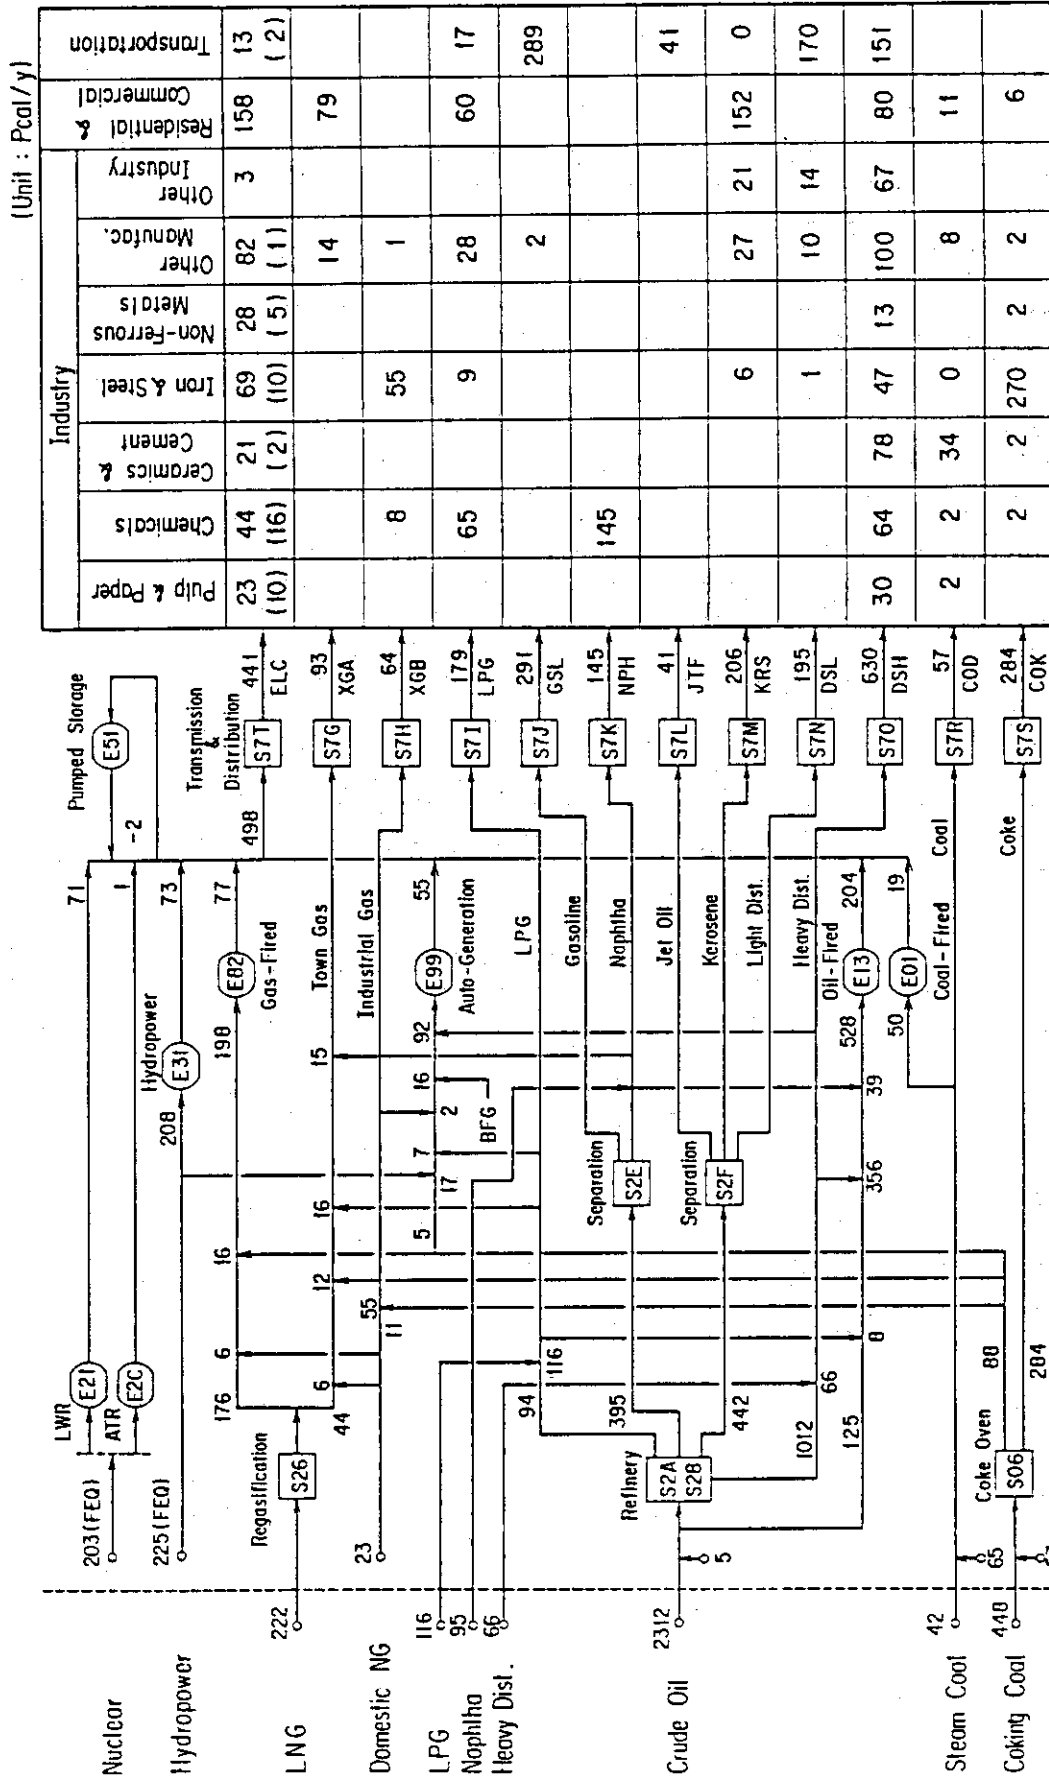 (Unit : Pcal/y)
Industry
Pulp & Paper
Chemicals
Ceramics &
Cement
Iron & Steel
Non-Ferrous
Metals
Other
Manufac.
Other
Industry
Residential &
Commercial
Transportation
23 44 21 69 28 82 3 158 13
(10) (16) (2) (10) (5) (1) (2)
14 79
8 55 1
65 9 28 60 17
2 289
145
41
6 27 21 152 0
1 10 14 170
30 64 78 47 13 100 67 80 151
2 2 34 0 8 11
2 2 270 2 2 6
Nuclear
203(FEQ)
LWR
E21
71
ATR
E2C
1
Pumped Storage
E51
-2
Hydropower
225(FEQ)
208
Hydropower
E31
73
Transmission
&
Distribution
498
S7T
441
ELC
LNG
222
Regasification
S26
176
6
16
198
E82
Gas-Fired
77
44
6
12
16
15
Town Gas
S7G
93
XGA
Domestic NG
23
11
55
Industrial Gas
S7H
64
XGB
5
17
7
2
16
BFG
92
E99
Auto-Generation
55
LPG
116
94
116
LPG
S7I
179
LPG
Naphtha
95
Heavy Dist.
66
Gasoline
S7J
291
GSL
395
Separation
S2E
Naphtha
S7K
145
NPH
Crude Oil
2312
5
Refinery
S2A
S2B
Jet Oil
S7L
41
JTF
442
Separation
S2F
Kerosene
S7M
206
KRS
Light Dist.
S7N
195
DSL
1012
66
Heavy Dist.
S7O
630
DSH
125
8
356
39
528
Oil-Fired
E13
204
50
E01
Coal-Fired
19
Steam Coal
42
65
Coal
S7R
57
COD
Coking Coal
448
Coke Oven
S06
88
284
Coke
S7S
284
COK